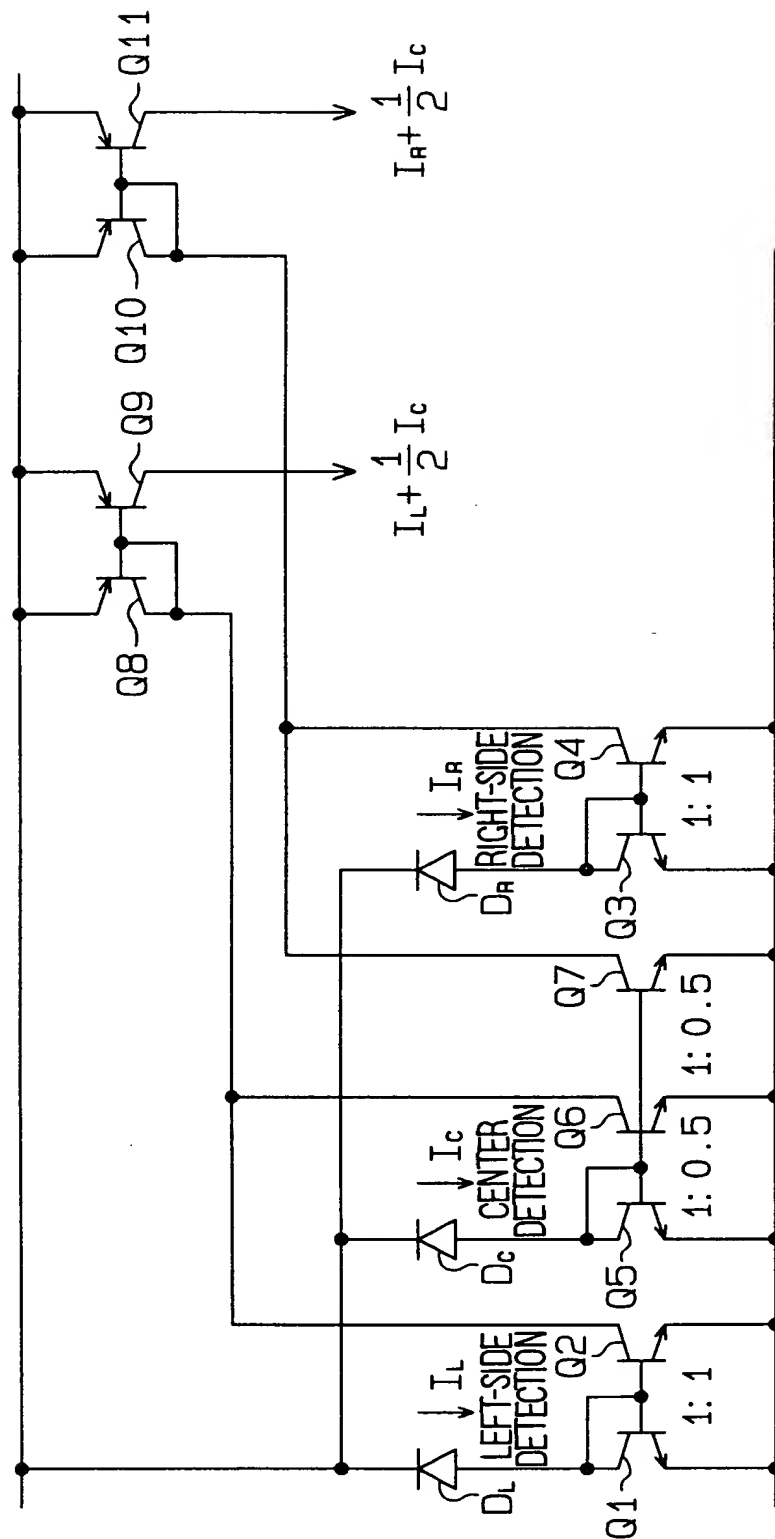 Q11
Q10
Q9
Q8
I_R + 1/2 I_C
I_L + 1/2 I_C
I_L
LEFT-SIDE
DETECTION
D_L
Q1
Q2
1:1
I_C
CENTER
DETECTION
D_C
Q5
Q6
1:0.5
Q7
1:0.5
I_R
RIGHT-SIDE
DETECTION
D_R
Q3
Q4
1:1